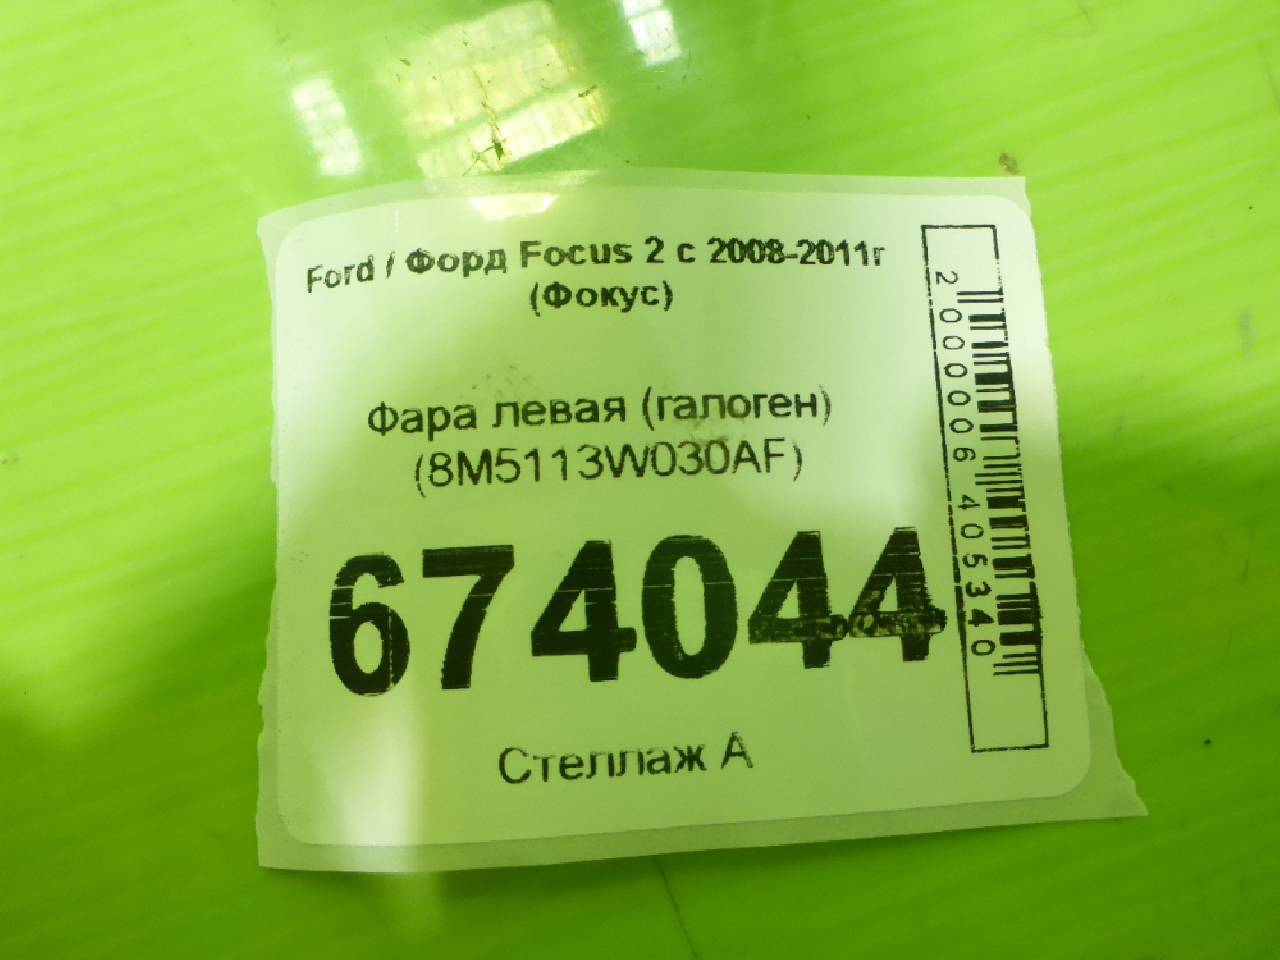 Ford / Форд Focus 2 с 2008-2011г
(Фокус)
Фара левая (галоген)
(8M5113W030AF)
674044
Стеллаж А
2000006405340